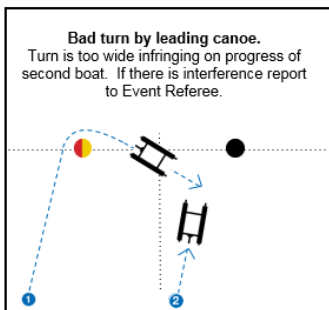 Bad turn by leading canoe.
Turn is too wide infringing on progress of
second boat.  If there is interference report
to Event Referee.
1
2